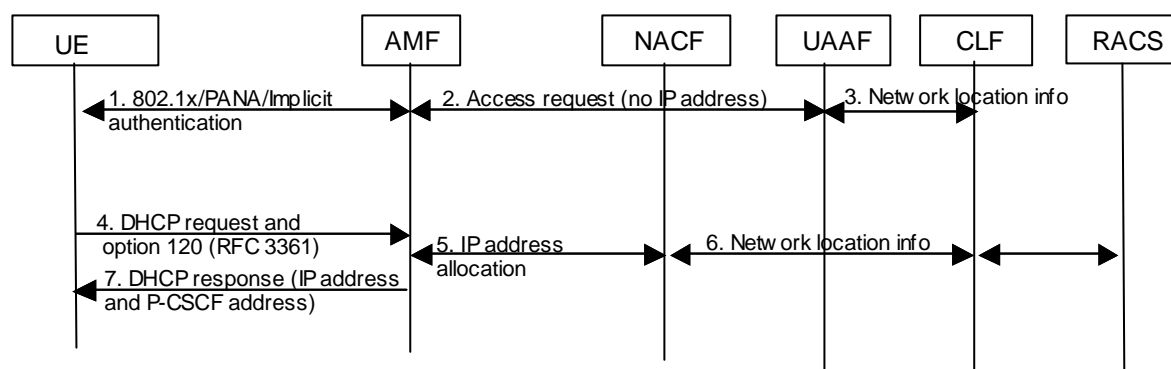 UE AMF NACF UAAF CLF RACS
1. 802.1x/PANA/Implicit
authentication
2. Access request (no IP address)
3. Network location info
4. DHCP request and
option 120 (RFC 3361)
5. IP address
allocation
6. Network location info
7. DHCP response (IP address
and P-CSCF address)